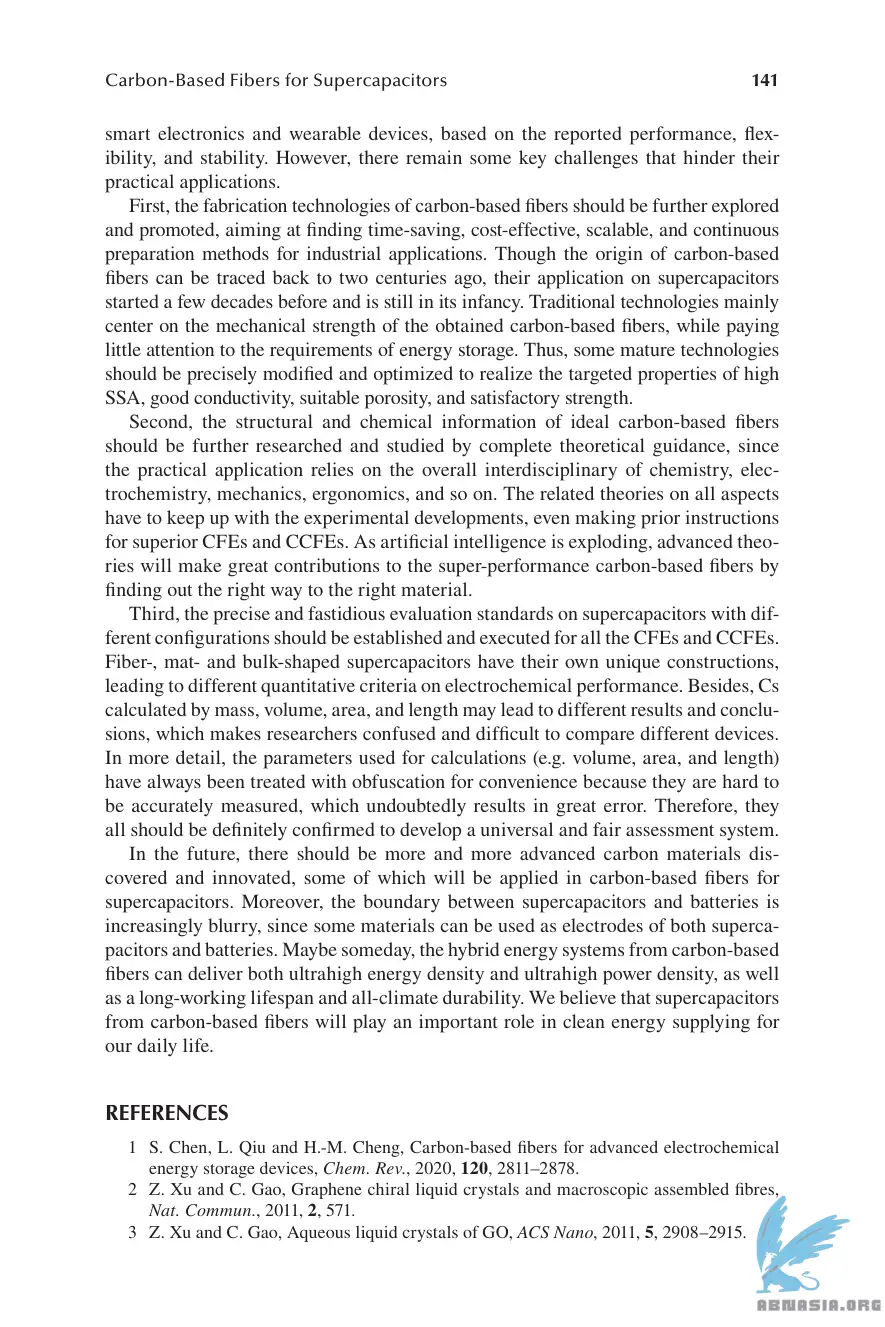 Carbon-Based Fibers for Supercapacitors 141
smart electronics and wearable devices, based on the reported performance, flex-
ibility, and stability. However, there remain some key challenges that hinder their
practical applications.
First, the fabrication technologies of carbon-based fibers should be further explored
and promoted, aiming at finding time-saving, cost-effective, scalable, and continuous
preparation methods for industrial applications. Though the origin of carbon-based
fibers can be traced back to two centuries ago, their application on supercapacitors
started a few decades before and is still in its infancy. Traditional technologies mainly
center on the mechanical strength of the obtained carbon-based fibers, while paying
little attention to the requirements of energy storage. Thus, some mature technologies
should be precisely modified and optimized to realize the targeted properties of high
SSA, good conductivity, suitable porosity, and satisfactory strength.
Second, the structural and chemical information of ideal carbon-based fibers
should be further researched and studied by complete theoretical guidance, since
the practical application relies on the overall interdisciplinary of chemistry, elec-
trochemistry, mechanics, ergonomics, and so on. The related theories on all aspects
have to keep up with the experimental developments, even making prior instructions
for superior CFEs and CCFEs. As artificial intelligence is exploding, advanced theo-
ries will make great contributions to the super-performance carbon-based fibers by
finding out the right way to the right material.
Third, the precise and fastidious evaluation standards on supercapacitors with dif-
ferent configurations should be established and executed for all the CFEs and CCFEs.
Fiber-, mat- and bulk-shaped supercapacitors have their own unique constructions,
leading to different quantitative criteria on electrochemical performance. Besides, Cs
calculated by mass, volume, area, and length may lead to different results and conclu-
sions, which makes researchers confused and difficult to compare different devices.
In more detail, the parameters used for calculations (e.g. volume, area, and length)
have always been treated with obfuscation for convenience because they are hard to
be accurately measured, which undoubtedly results in great error. Therefore, they
all should be definitely confirmed to develop a universal and fair assessment system.
In the future, there should be more and more advanced carbon materials dis-
covered and innovated, some of which will be applied in carbon-based fibers for
supercapacitors. Moreover, the boundary between supercapacitors and batteries is
increasingly blurry, since some materials can be used as electrodes of both superca-
pacitors and batteries. Maybe someday, the hybrid energy systems from carbon-based
fibers can deliver both ultrahigh energy density and ultrahigh power density, as well
as a long-working lifespan and all-climate durability. We believe that supercapacitors
from carbon-based fibers will play an important role in clean energy supplying for
our daily life.
REFERENCES
1 S. Chen, L. Qiu and H.-M. Cheng, Carbon-based fibers for advanced electrochemical
energy storage devices, Chem. Rev., 2020, 120, 2811–2878.
2 Z. Xu and C. Gao, Graphene chiral liquid crystals and macroscopic assembled fibres,
Nat. Commun., 2011, 2, 571.
3 Z. Xu and C. Gao, Aqueous liquid crystals of GO, ACS Nano, 2011, 5, 2908–2915.
ABNASIA.ORG